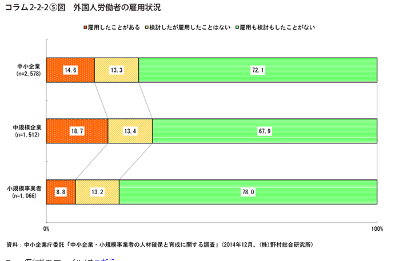 コラム2-2-2⑤図　外国人労働者の雇用状況
■雇用したことがある　■検討したが雇用したことはない　■雇用も検討もしたことがない
中小企業
(n=2,578)
14.6　13.3　72.1
中規模企業
(n=1,512)
18.7　13.4　67.9
小規模事業者
(n=1,066)
8.8　13.2　78.0
0%　100%
資料：中小企業庁委託「中小企業・小規模事業者の人材確保と育成に関する調査」(2014年12月、(株)野村総合研究所)